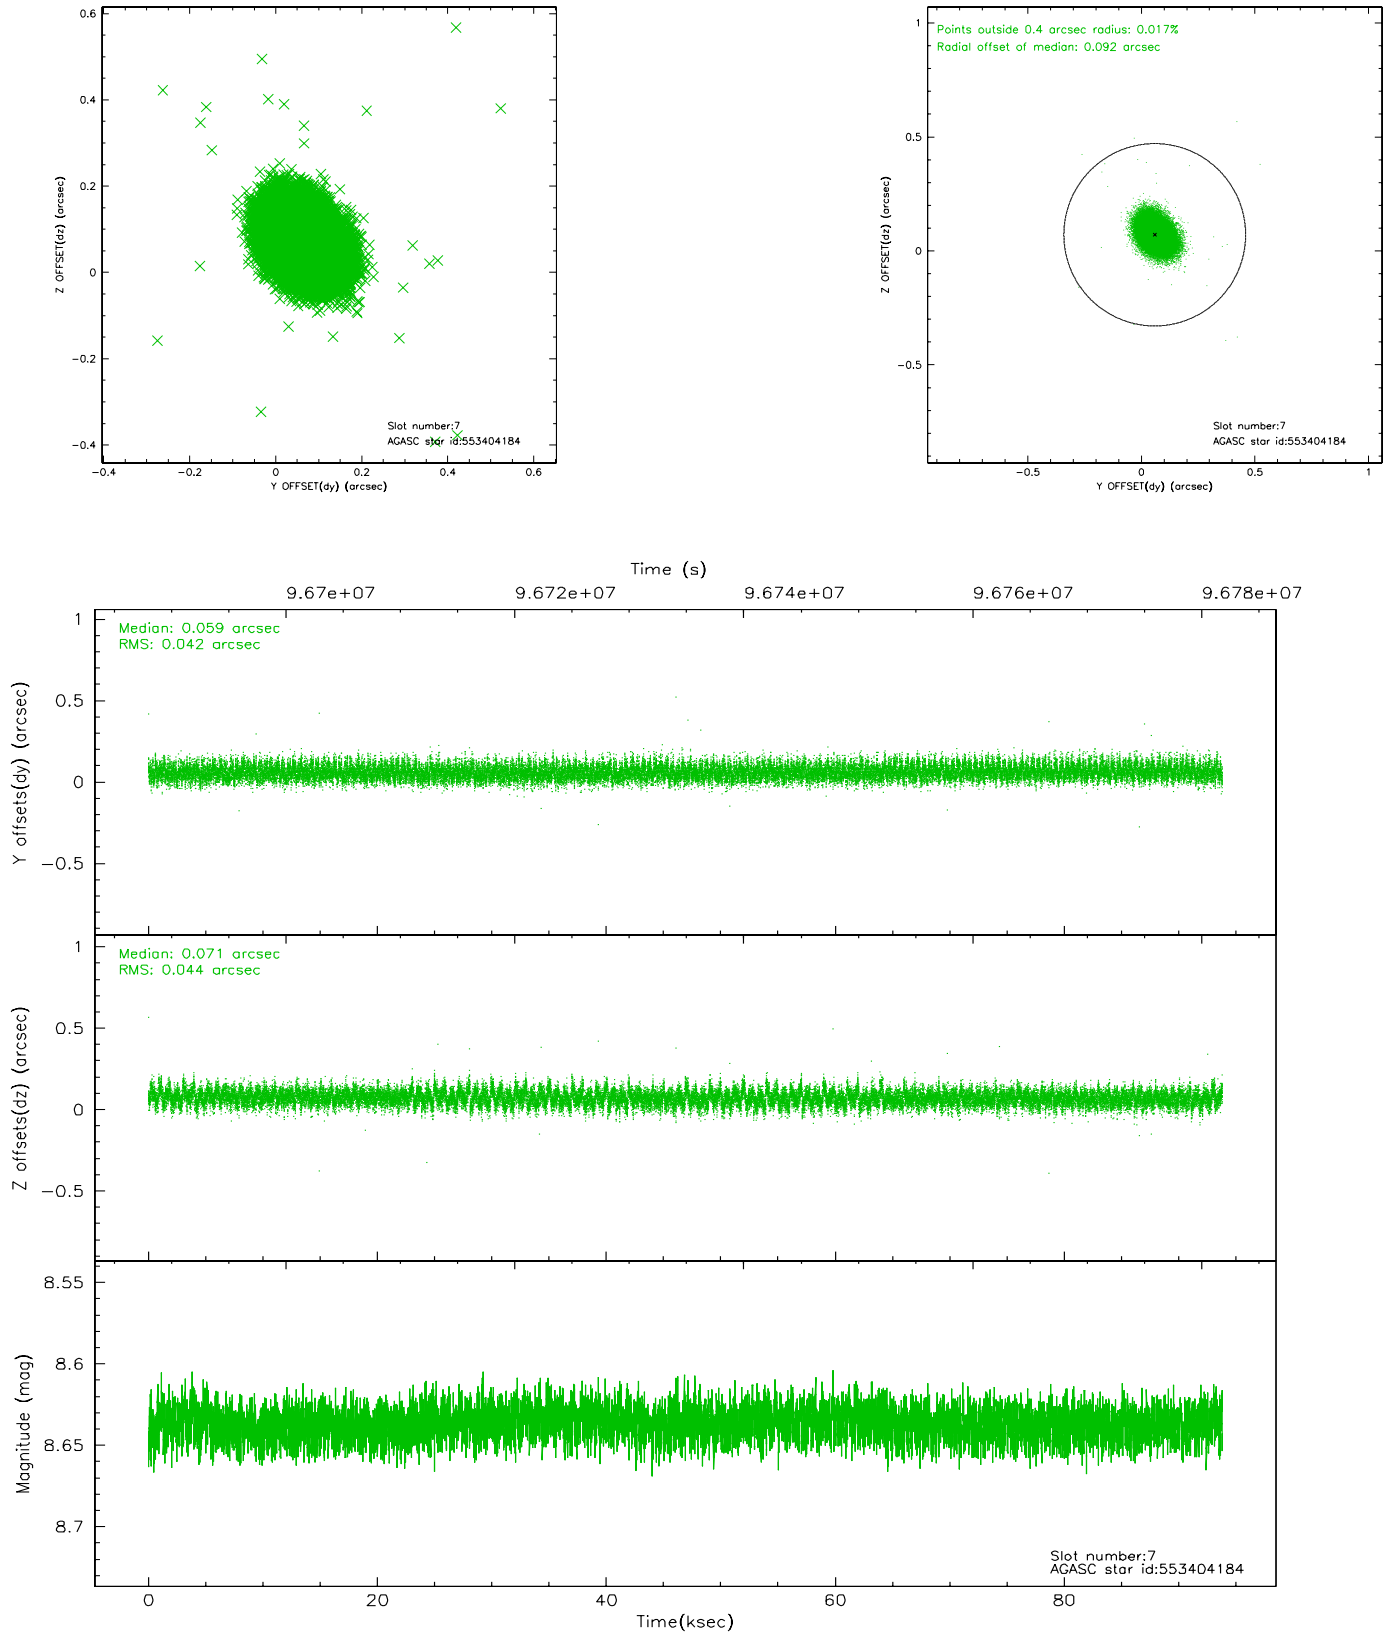 0.6
0.4
0.2
0
−0.2
−0.4
Z OFFSET(dz) (arcsec)
Slot number:7
AGASC star id:553404184
−0.4 −0.2 0 0.2 0.4 0.6
Y OFFSET(dy) (arcsec)
Points outside 0.4 arcsec radius: 0.017%
Radial offset of median: 0.092 arcsec
1
0.5
0
−0.5
Z OFFSET(dz) (arcsec)
Slot number:7
AGASC star id:553404184
−0.5 0 0.5 1
Y OFFSET(dy) (arcsec)
Time (s)
9.67e+07 9.672e+07 9.674e+07 9.676e+07 9.678e+07
Median: 0.059 arcsec
RMS: 0.042 arcsec
1
0.5
0
−0.5
Y offsets(dy) (arcsec)
Median: 0.071 arcsec
RMS: 0.044 arcsec
1
0.5
0
−0.5
Z offsets(dz) (arcsec)
8.55
8.6
8.65
8.7
Magnitude (mag)
Slot number:7
AGASC star id:553404184
0 20 40 60 80
Time(ksec)